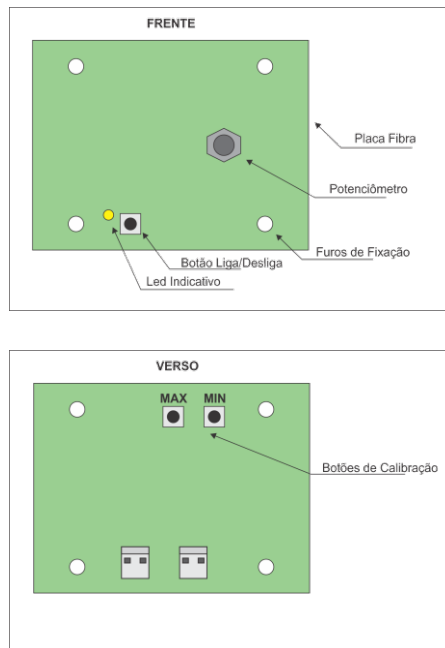 FRENTE
Placa Fibra
Potenciômetro
Furos de Fixação
Botão Liga/Desliga
Led Indicativo
VERSO
MAX MIN
Botões de Calibração